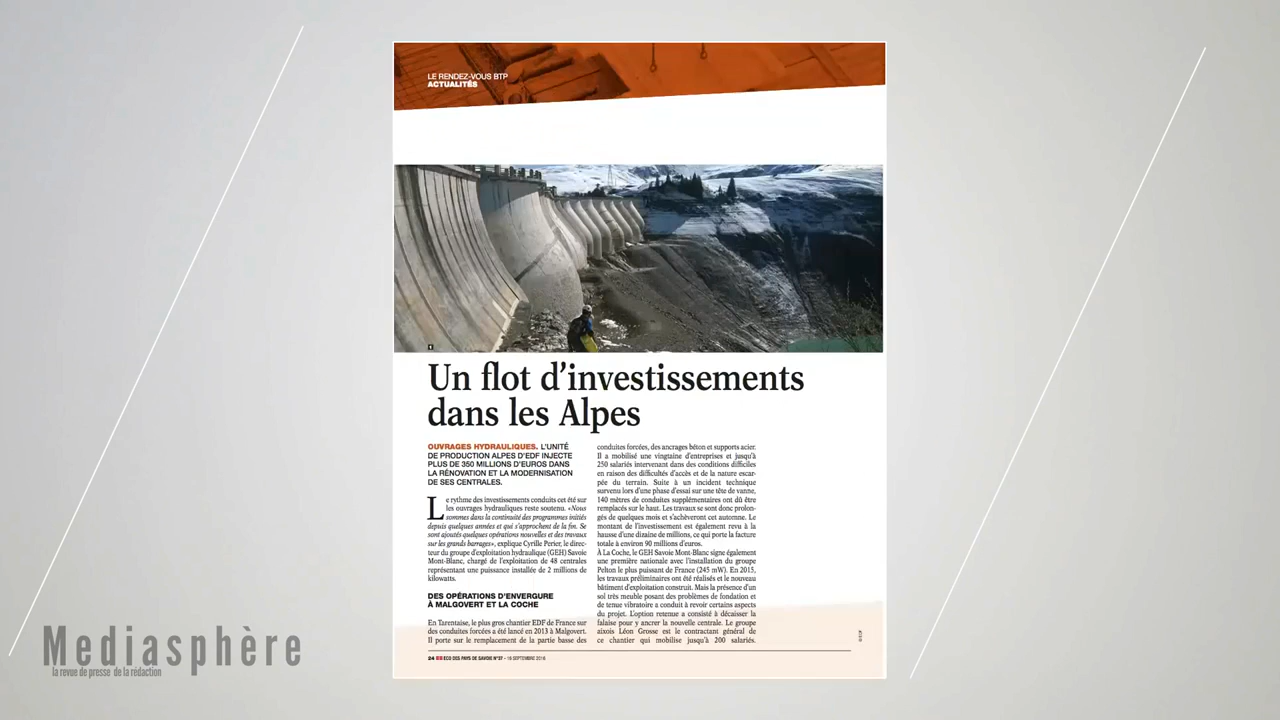 LE RENDEZ-VOUS BTP
ACTUALITÉS
Un flot d'investissements
dans les Alpes
OUVRAGES HYDRAULIQUES. L'UNITÉ
DE PRODUCTION ALPES D'EDF INJECTE
PLUS DE 350 MILLIONS D'EUROS DANS
LA RÉNOVATION ET LA MODERNISATION
DE SES CENTRALES.
Le rythme des investissements conduits cet été sur
les ouvrages hydrauliques reste soutenu. «Nous
sommes dans la continuité des programmes initiés
depuis quelques années et qui s'approchent de la fin. Se
sont ajoutés quelques opérations nouvelles et des travaux
sur les grands barrages», explique Cyrille Perier, le direc-
teur du groupe d'exploitation hydraulique (GEH) Savoie
Mont-Blanc, chargé de l'exploitation de 48 centrales
représentant une puissance installée de 2 millions de
kilowatts.
DES OPÉRATIONS D'ENVERGURE
À MALGOVERT ET LA COCHE
En Tarentaise, le plus gros chantier EDF de France sur
des conduites forcées a été lancé en 2013 à Malgovert.
Il porte sur le remplacement de la partie basse des
conduites forcées, des ancrages béton et supports acier.
Il a mobilisé une vingtaine d'entreprises et jusqu'à
250 salariés intervenant dans des conditions difficiles
en raison des difficultés d'accès et de la nature escar-
pée du terrain. Suite à un incident technique
survenu lors d'une phase d'essai sur une tête de vanne,
140 mètres de conduites supplémentaires ont dû être
remplacés sur le haut. Les travaux se sont donc prolon-
gés de quelques mois et s'achèveront cet automne. Le
montant de l'investissement est également revu à la
hausse d'une dizaine de millions, ce qui porte la facture
totale à environ 90 millions d'euros.
À La Coche, le GEH Savoie Mont-Blanc signe également
une première nationale avec l'installation du groupe
Pelton le plus puissant de France (245 mW). En 2015,
les travaux préliminaires ont été réalisés et le nouveau
bâtiment d'exploitation construit. Mais la présence d'un
sol très meuble posant des problèmes de fondation et
de tenue vibratoire a conduit à revoir certains aspects
du projet. L'option retenue a consisté à décaisser la
falaise pour y ancrer la nouvelle centrale. Le groupe
aixois Léon Grosse est le contractant général de
ce chantier qui mobilise jusqu'à 200 salariés.
24 ECO DES PAYS DE SAVOIE N°37 - 16 SEPTEMBRE 2016
Mediasphère
la revue de presse de la rédaction